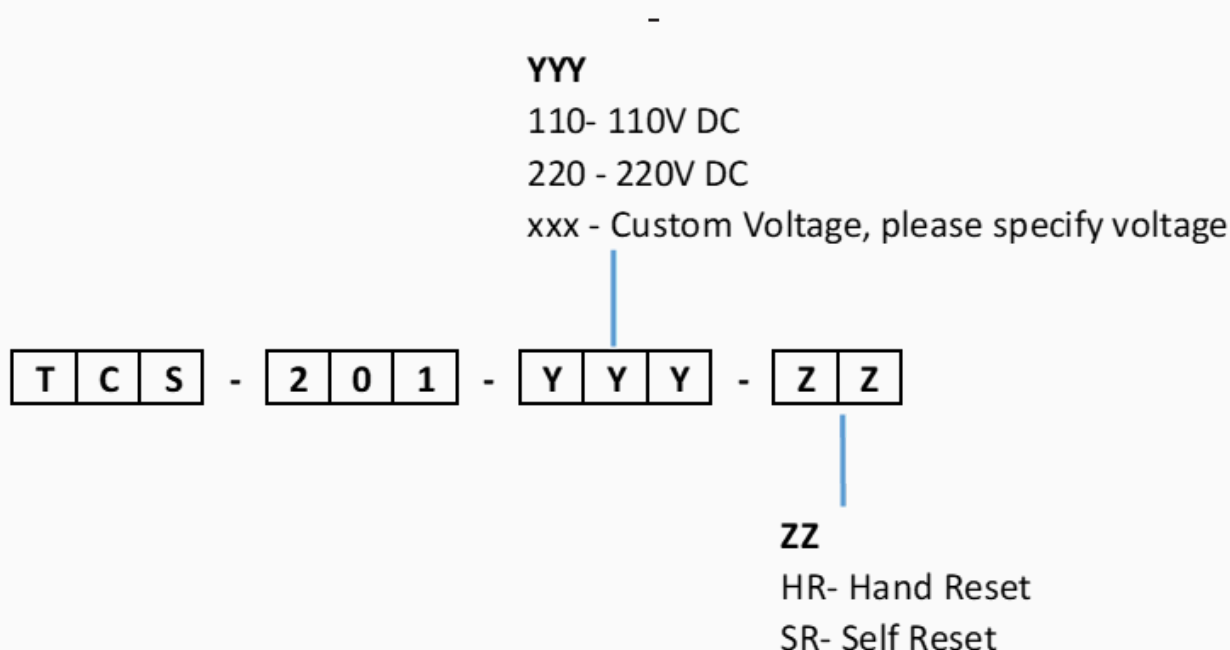 -
YYY
110- 110V DC
220 - 220V DC
xxx - Custom Voltage, please specify voltage
T C S - 2 0 1 - Y Y Y - Z Z
ZZ
HR- Hand Reset
SR- Self Reset